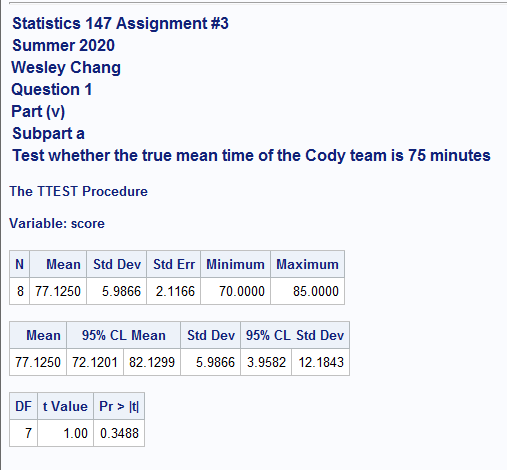 Statistics 147 Assignment #3
Summer 2020
Wesley Chang
Question 1
Part (v)
Subpart a
Test whether the true mean time of the Cody team is 75 minutes
The TTEST Procedure
Variable: score
N Mean Std Dev Std Err Minimum Maximum
8 77.1250 5.9866 2.1166 70.0000 85.0000
Mean 95% CL Mean Std Dev 95% CL Std Dev
77.1250 72.1201 82.1299 5.9866 3.9582 12.1843
DF t Value Pr > |t|
7 1.00 0.3488